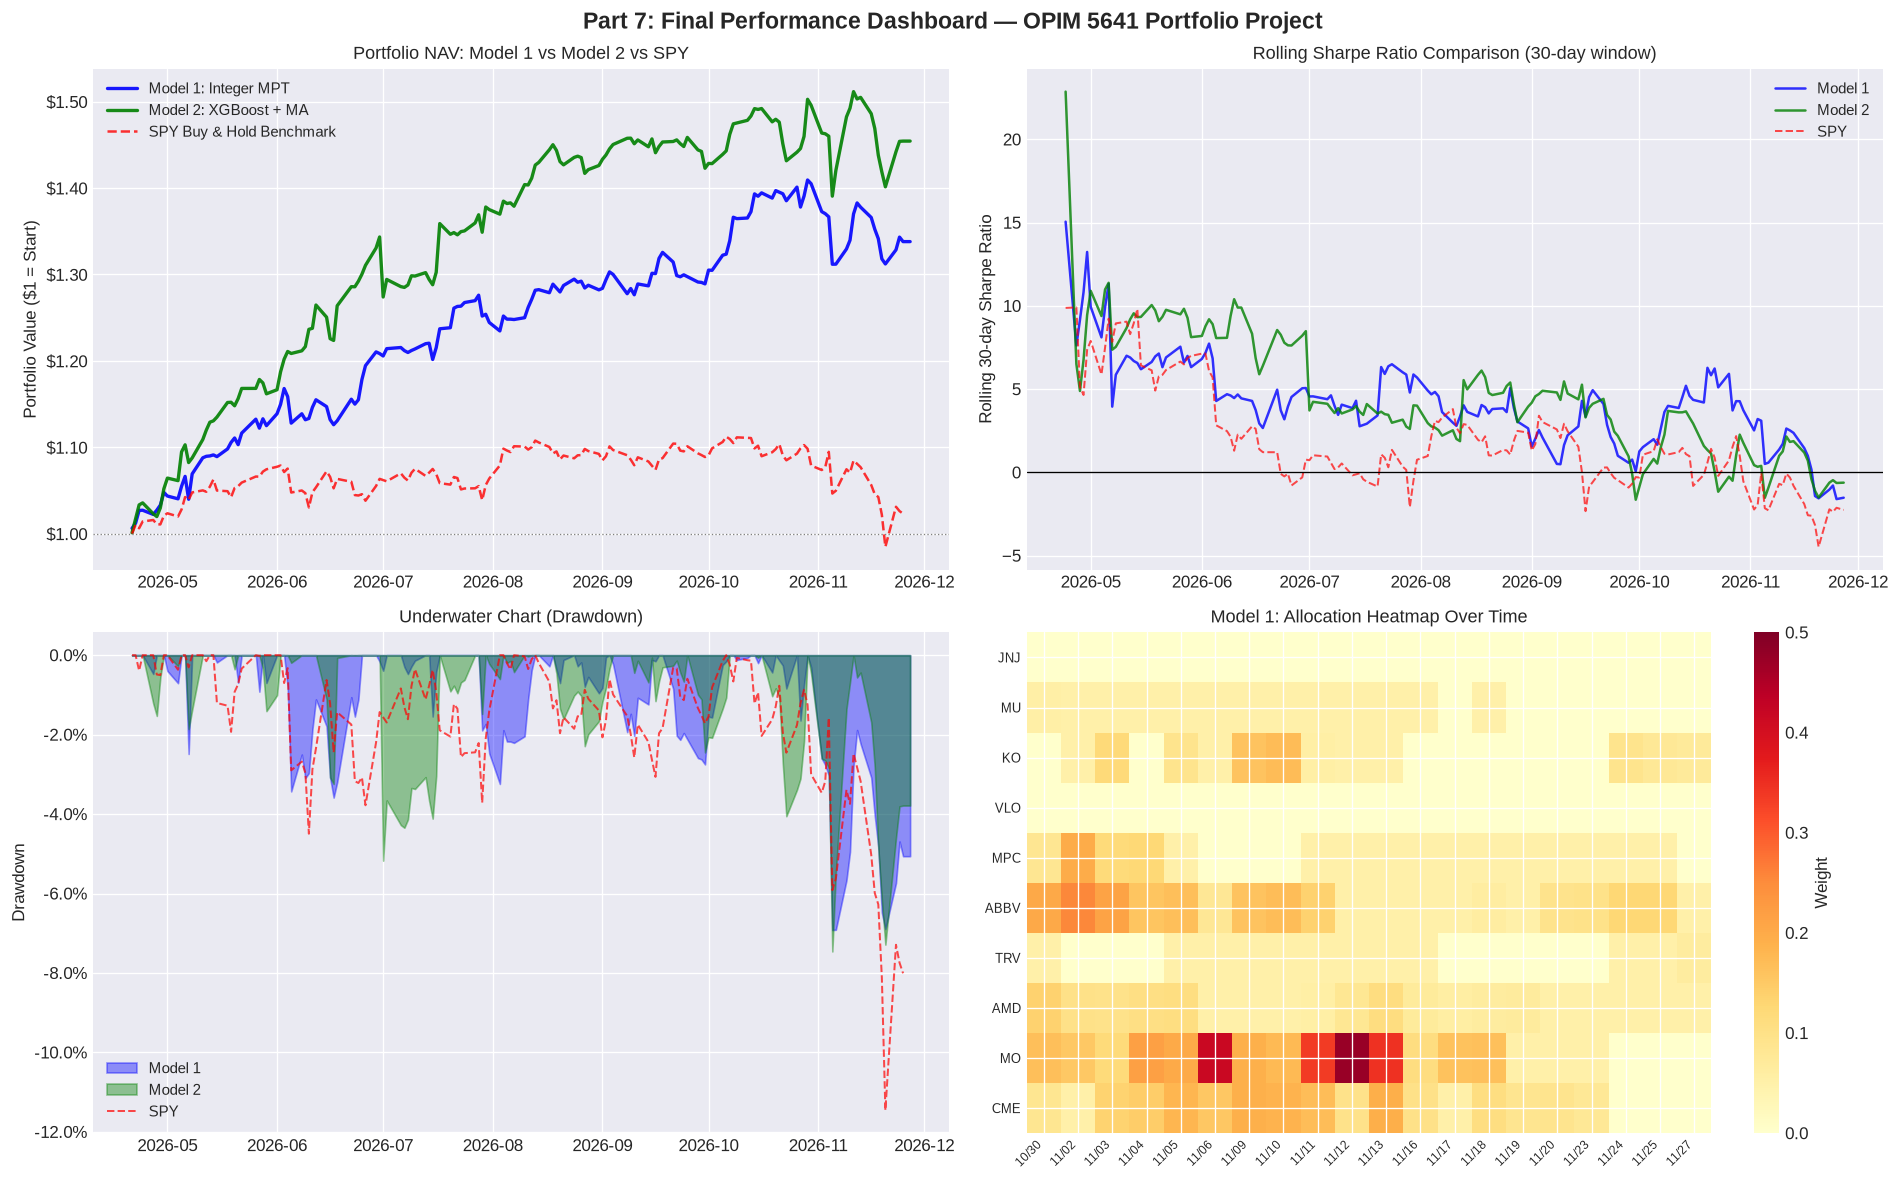 Part 7: Final Performance Dashboard — OPIM 5641 Portfolio Project
Portfolio NAV: Model 1 vs Model 2 vs SPY
Model 1: Integer MPT
Model 2: XGBoost + MA
SPY Buy & Hold Benchmark
Portfolio Value ($1 = Start)
$1.50
$1.40
$1.30
$1.20
$1.10
$1.00
2026-05 2026-06 2026-07 2026-08 2026-09 2026-10 2026-11 2026-12
Rolling Sharpe Ratio Comparison (30-day window)
Model 1
Model 2
SPY
Rolling 30-day Sharpe Ratio
20
15
10
5
0
−5
2026-05 2026-06 2026-07 2026-08 2026-09 2026-10 2026-11 2026-12
Underwater Chart (Drawdown)
Drawdown
0.0%
-2.0%
-4.0%
-6.0%
-8.0%
-10.0%
-12.0%
Model 1
Model 2
SPY
2026-05 2026-06 2026-07 2026-08 2026-09 2026-10 2026-11 2026-12
Model 1: Allocation Heatmap Over Time
JNJ
MU
KO
VLO
MPC
ABBV
TRV
AMD
MO
CME
10/30 11/02 11/03 11/04 11/05 11/06 11/09 11/10 11/11 11/12 11/13 11/16 11/17 11/18 11/19 11/20 11/23 11/24 11/25 11/27
0.5
0.4
0.3
0.2
0.1
0.0
Weight